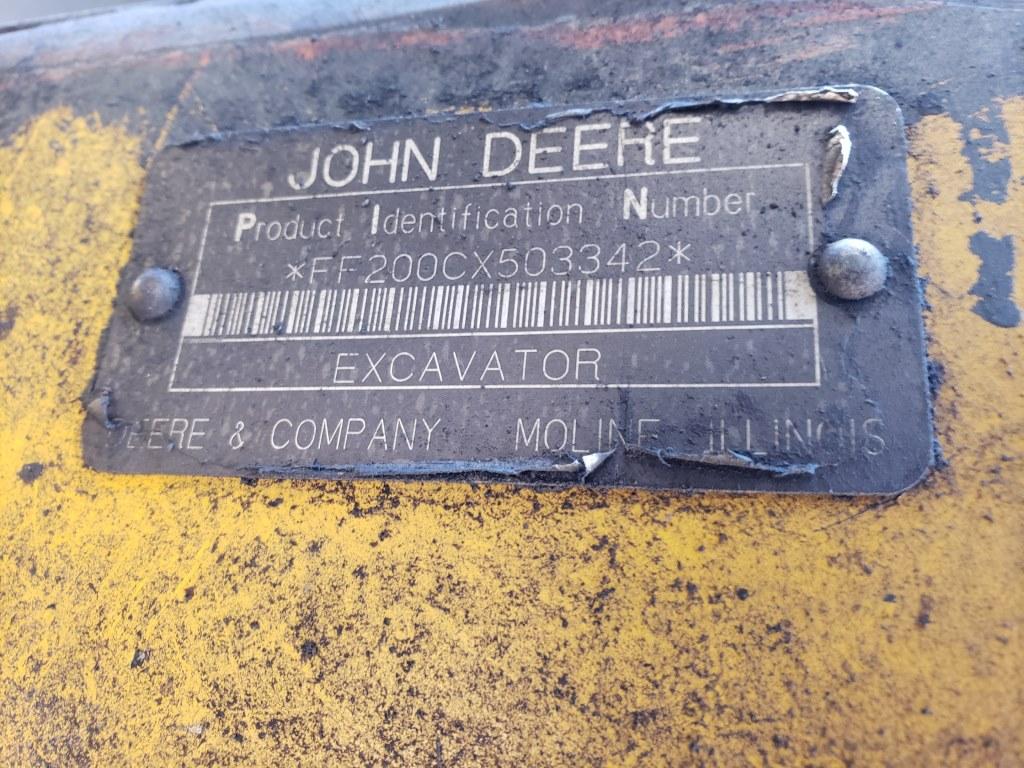 JOHN DEERE
Product Identification Number
*FF200CX503342*
EXCAVATOR
DEERE & COMPANY MOLINE ILLINOIS